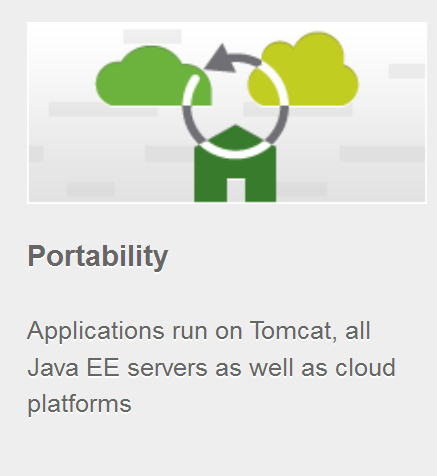 Portability
Applications run on Tomcat, all
Java EE servers as well as cloud
platforms